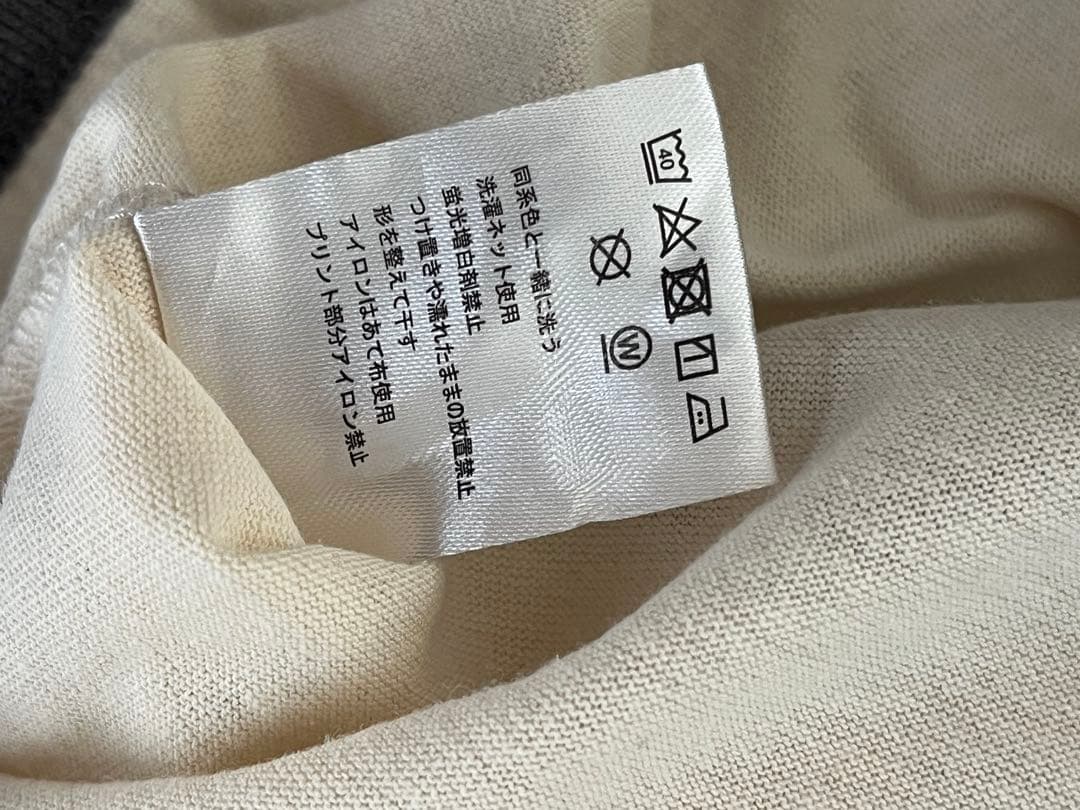 40
W
同系色と一緒に洗う
洗濯ネット使用
蛍光増白剤禁止
つけ置きや濡れたままの放置禁止
形を整えて干す
アイロンはあて布使用
プリント部分アイロン禁止